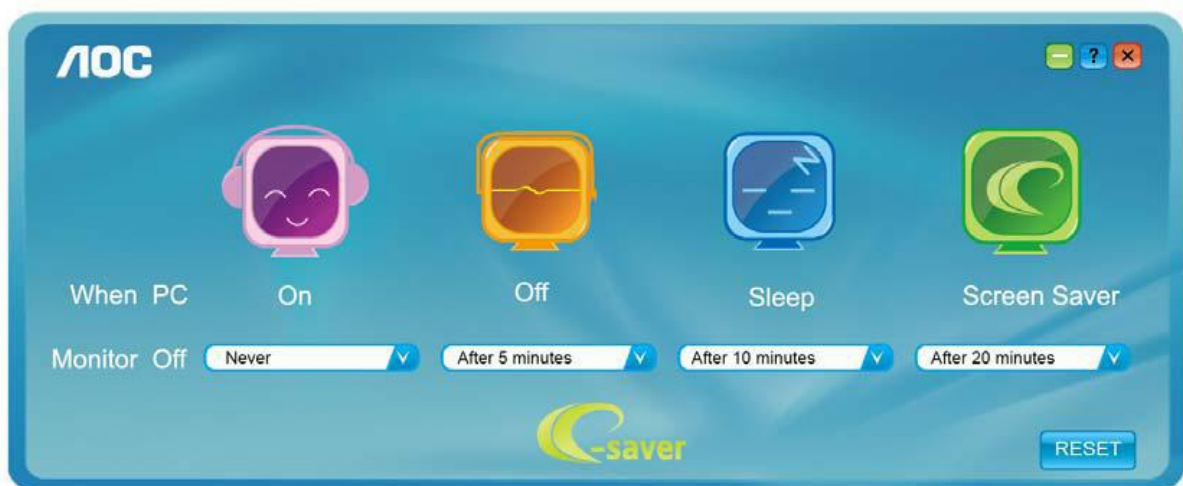 AOC
?
When PC On Off Sleep Screen Saver
Monitor Off Never After 5 minutes After 10 minutes After 20 minutes
e-saver
RESET